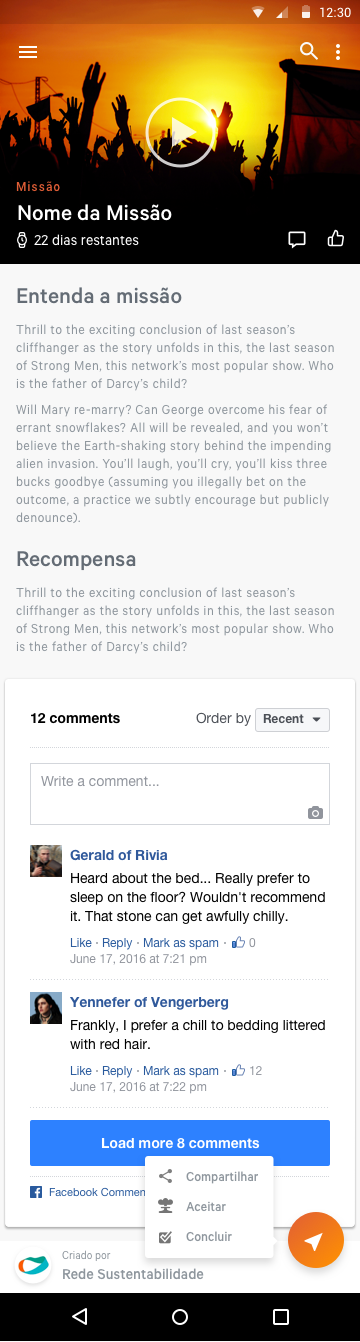 12:30
Missão
Nome da Missão
22 dias restantes
Entenda a missão
Thrill to the exciting conclusion of last season's
cliffhanger as the story unfolds in this, the last season
of Strong Men, this network's most popular show. Who
is the father of Darcy's child?
Will Mary re-marry? Can George overcome his fear of
errant snowflakes? All will be revealed, and you won't
believe the Earth-shaking story behind the impending
alien invasion. You'll laugh, you'll cry, you'll kiss three
bucks goodbye (assuming you illegally bet on the
outcome, a practice we subtly encourage but publicly
denounce).
Recompensa
Thrill to the exciting conclusion of last season's
cliffhanger as the story unfolds in this, the last season
of Strong Men, this network's most popular show. Who
is the father of Darcy's child?
12 comments Order by Recent
Write a comment...
Gerald of Rivia
Heard about the bed... Really prefer to
sleep on the floor? Wouldn't recommend
it. That stone can get awfully chilly.
Like · Reply · Mark as spam · 0
June 17, 2016 at 7:21 pm
Yennefer of Vengerberg
Frankly, I prefer a chill to bedding littered
with red hair.
Like · Reply · Mark as spam · 12
June 17, 2016 at 7:22 pm
Load more 8 comments
Compartilhar
Facebook Commen
Aceitar
Concluir
Criado por
Rede Sustentabilidade